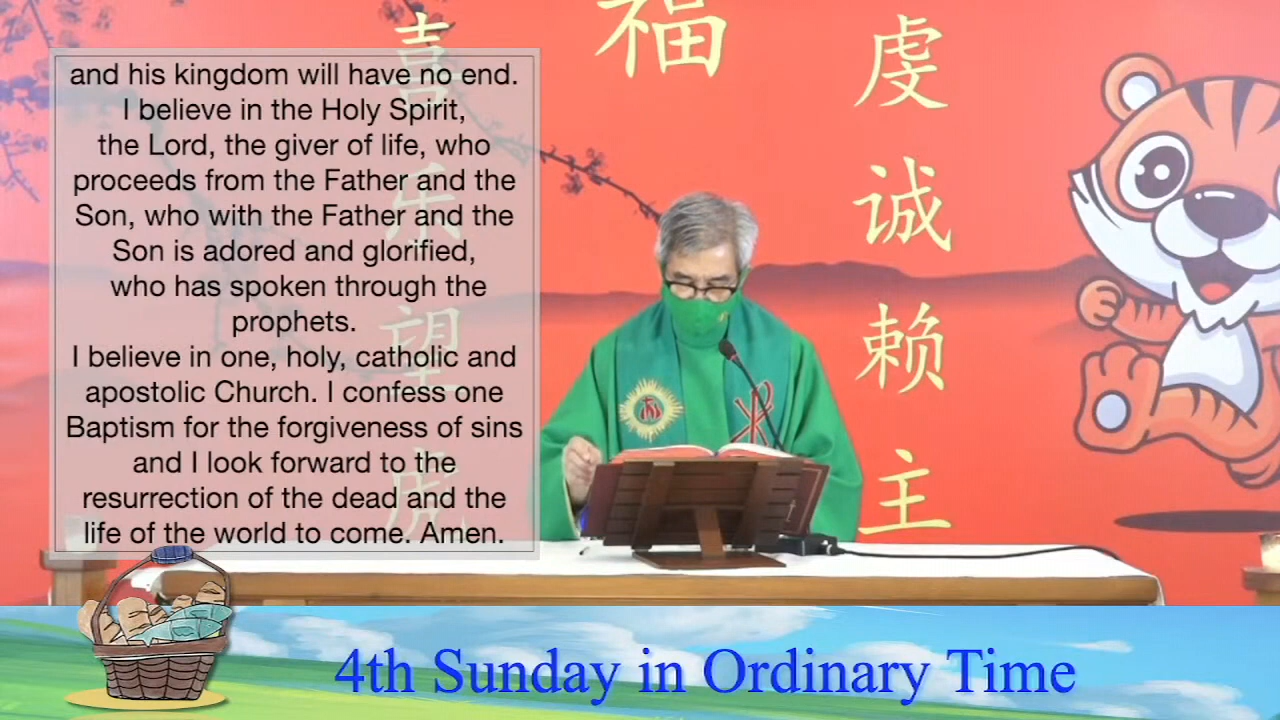 and his kingdom will have no end.
I believe in the Holy Spirit,
the Lord, the giver of life, who
proceeds from the Father and the
Son, who with the Father and the
Son is adored and glorified,
who has spoken through the
prophets.
I believe in one, holy, catholic and
apostolic Church. I confess one
Baptism for the forgiveness of sins
and I look forward to the
resurrection of the dead and the
life of the world to come. Amen.
喜
乐
望
虎
福
虔
诚
赖
主
4th Sunday in Ordinary Time